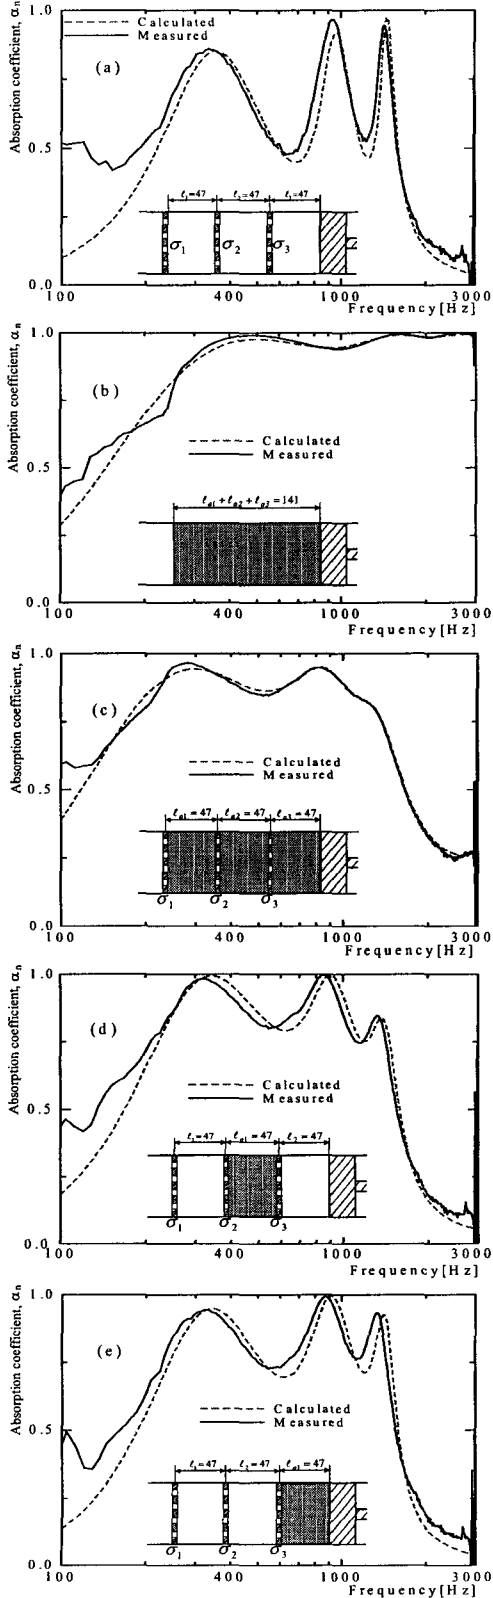 Absorption coefficient, αn
Calculated
Measured
1.0
(a)
0.5
ℓ1=47 ℓ2=47 ℓ3=47
σ1 σ2 σ3
0.0
100 400 1000 3000
Frequency[Hz]
Absorption coefficient, αn
1.0
(b)
Calculated
Measured
0.5
ℓa1+ℓa2+ℓa3=141
0.0
100 400 1000 3000
Frequency[Hz]
Absorption coefficient, αn
1.0
(c)
Calculated
Measured
0.5
ℓa1=47 ℓa2=47 ℓa3=47
σ1 σ2 σ3
0.0
100 400 1000 3000
Frequency[Hz]
Absorption coefficient, αn
1.0
(d)
Calculated
Measured
0.5
ℓ1=47 ℓa1=47 ℓ2=47
σ1 σ2 σ3
0.0
100 400 1000 3000
Frequency[Hz]
Absorption coefficient, αn
1.0
(e)
0.5
Calculated
Measured
ℓ1=47 ℓ2=47 ℓa1=47
σ1 σ2 σ3
0.0
100 400 1000 3000
Frequency[Hz]